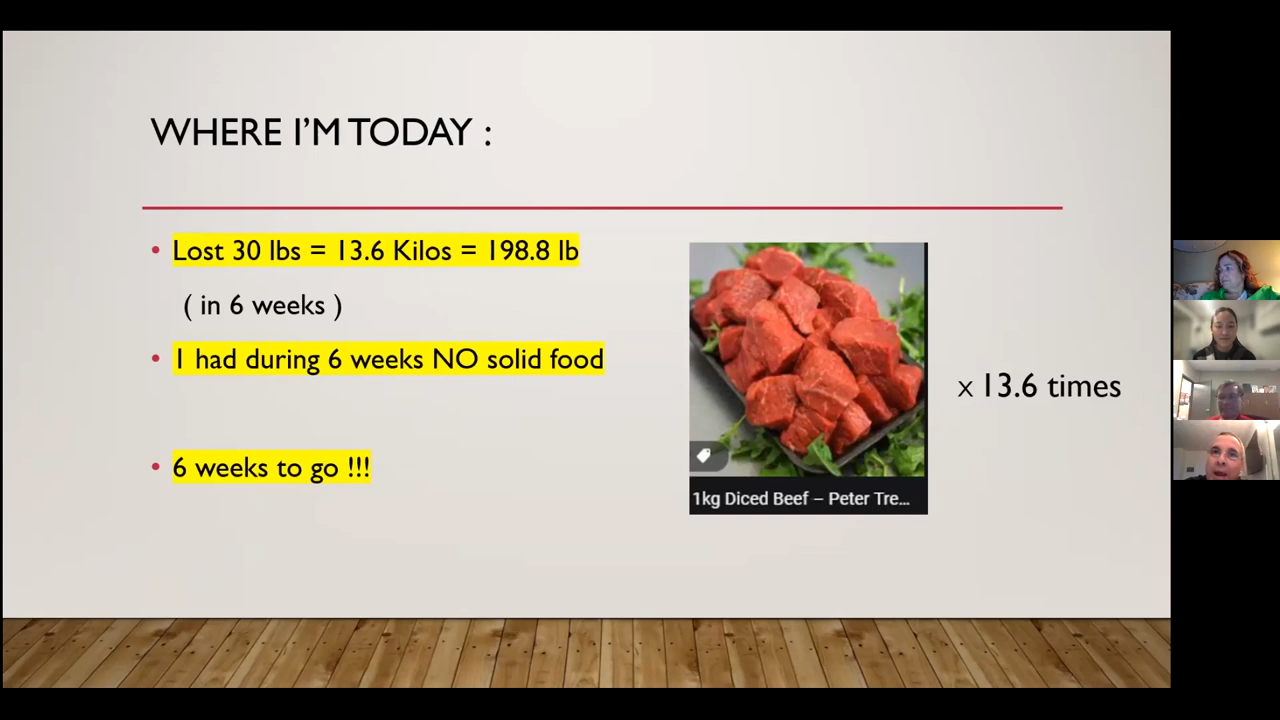 WHERE I'M TODAY :
• Lost 30 lbs = 13.6 Kilos = 198.8 lb
( in 6 weeks )
• I had during 6 weeks NO solid food
• 6 weeks to go !!!
x 13.6 times
1kg Diced Beef – Peter Tre...